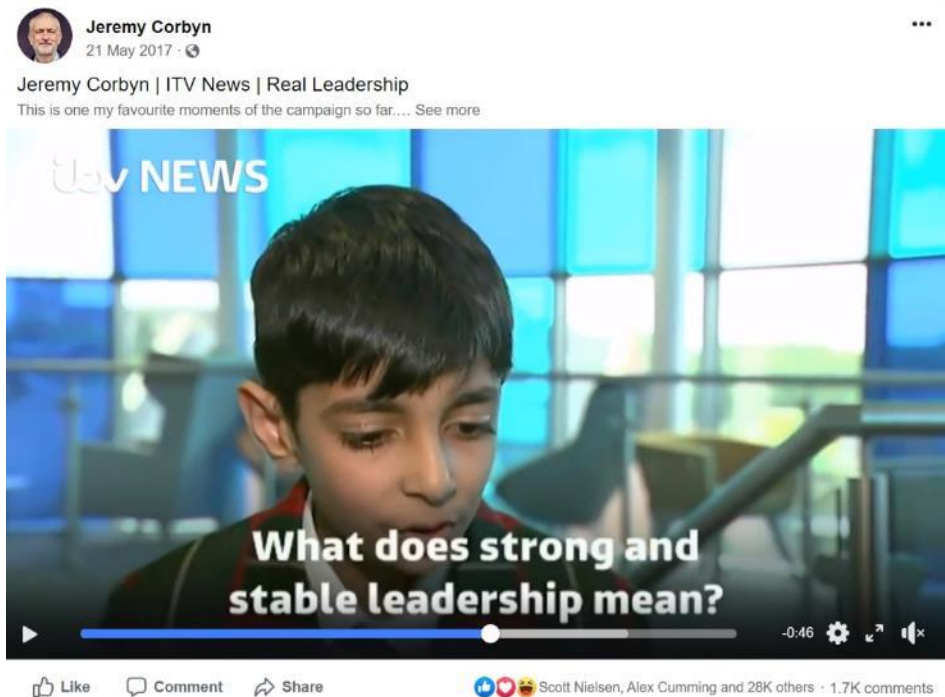 Jeremy Corbyn
21 May 2017 ·
Jeremy Corbyn | ITV News | Real Leadership
This is one my favourite moments of the campaign so far.... See more
itv NEWS
What does strong and
stable leadership mean?
-0:46
Like Comment Share Scott Nielsen, Alex Cumming and 28K others · 1.7K comments